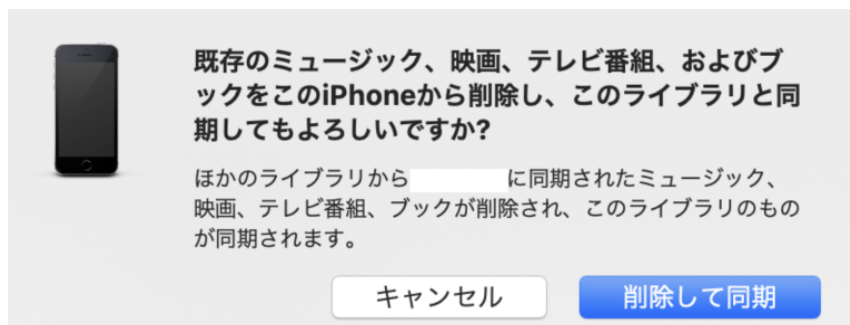 既存のミュージック、映画、テレビ番組、およびブ
ックをこのiPhoneから削除し、このライブラリと同
期してもよろしいですか?
ほかのライブラリから に同期されたミュージック、
映画、テレビ番組、ブックが削除され、このライブラリのもの
が同期されます。
キャンセル
削除して同期